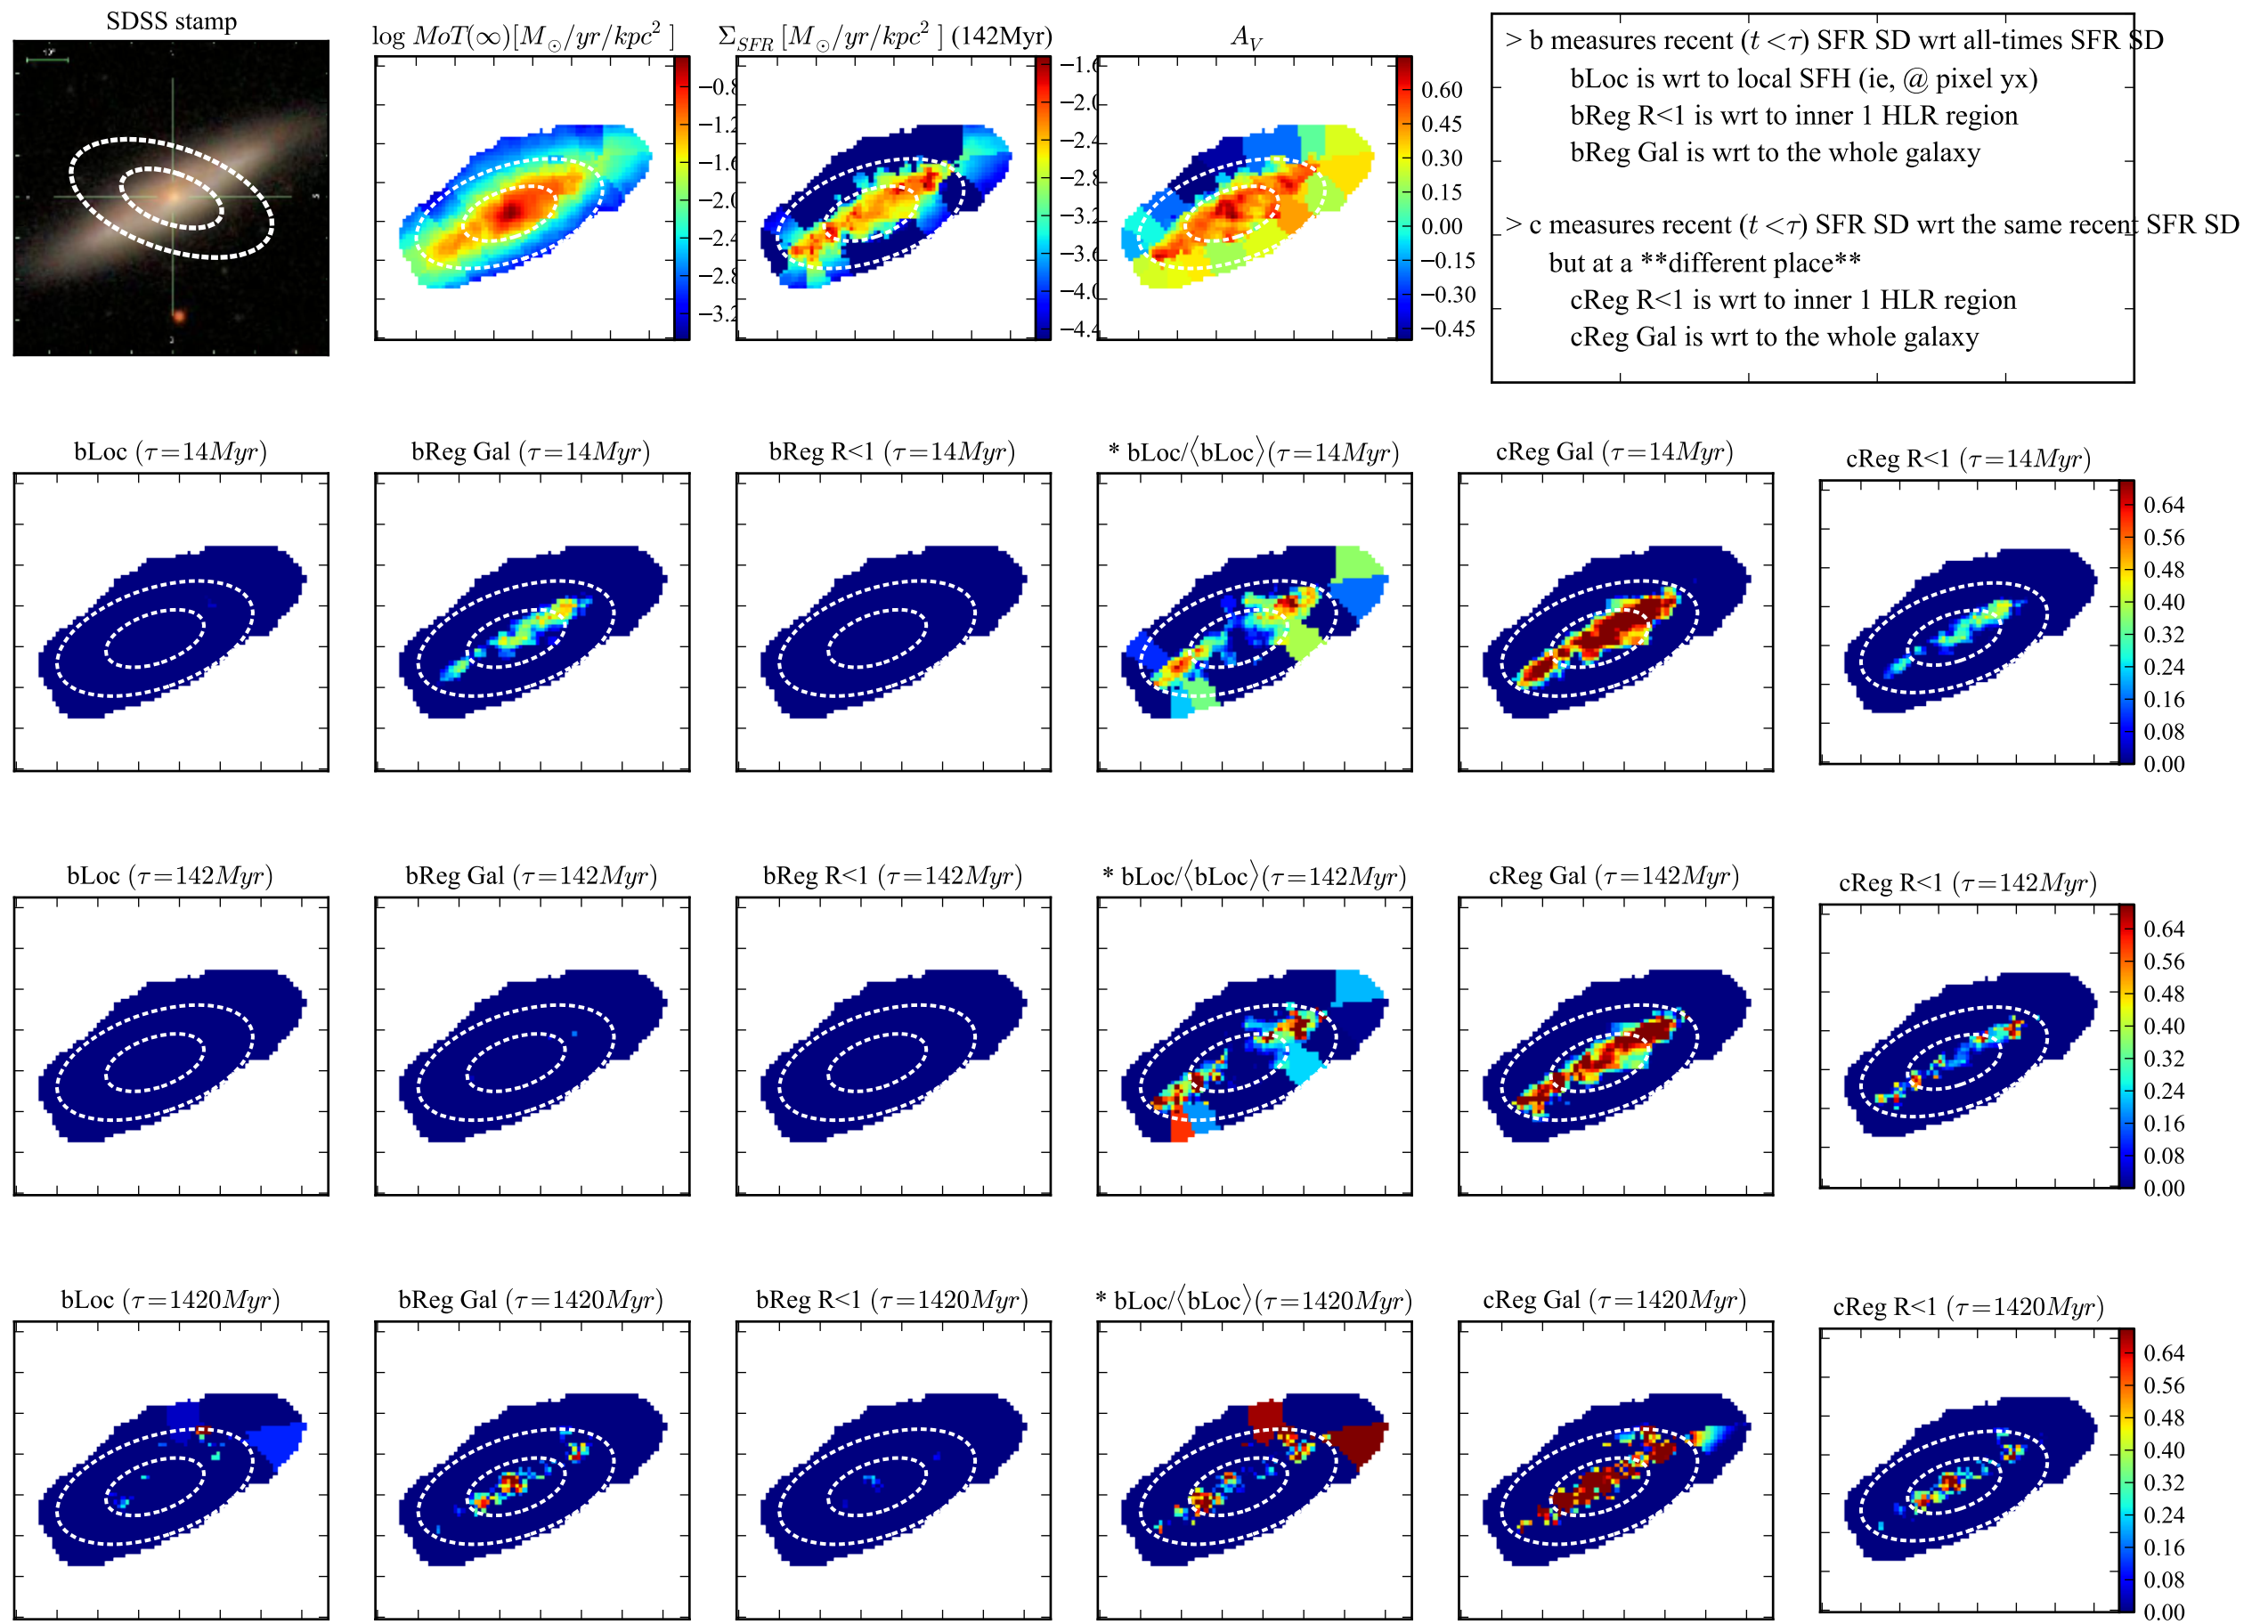 SDSS stamp
log MoT(∞)[M⊙/yr/kpc² ]
Σ_SFR [M⊙/yr/kpc² ] (142Myr)
A_V
−0.8
−1.2
−1.6
−2.0
−2.4
−2.8
−3.2
−1.6
−2.0
−2.4
−2.8
−3.2
−3.6
−4.0
−4.4
0.60
0.45
0.30
0.15
0.00
−0.15
−0.30
−0.45
> b measures recent (t <τ) SFR SD wrt all-times SFR SD
bLoc is wrt to local SFH (ie, @ pixel yx)
bReg R<1 is wrt to inner 1 HLR region
bReg Gal is wrt to the whole galaxy
> c measures recent (t <τ) SFR SD wrt the same recent SFR SD
but at a **different place**
cReg R<1 is wrt to inner 1 HLR region
cReg Gal is wrt to the whole galaxy
bLoc (τ=14Myr)
bReg Gal (τ=14Myr)
bReg R<1 (τ=14Myr)
* bLoc/⟨bLoc⟩(τ=14Myr)
cReg Gal (τ=14Myr)
cReg R<1 (τ=14Myr)
0.64
0.56
0.48
0.40
0.32
0.24
0.16
0.08
0.00
bLoc (τ=142Myr)
bReg Gal (τ=142Myr)
bReg R<1 (τ=142Myr)
* bLoc/⟨bLoc⟩(τ=142Myr)
cReg Gal (τ=142Myr)
cReg R<1 (τ=142Myr)
0.64
0.56
0.48
0.40
0.32
0.24
0.16
0.08
0.00
bLoc (τ=1420Myr)
bReg Gal (τ=1420Myr)
bReg R<1 (τ=1420Myr)
* bLoc/⟨bLoc⟩(τ=1420Myr)
cReg Gal (τ=1420Myr)
cReg R<1 (τ=1420Myr)
0.64
0.56
0.48
0.40
0.32
0.24
0.16
0.08
0.00